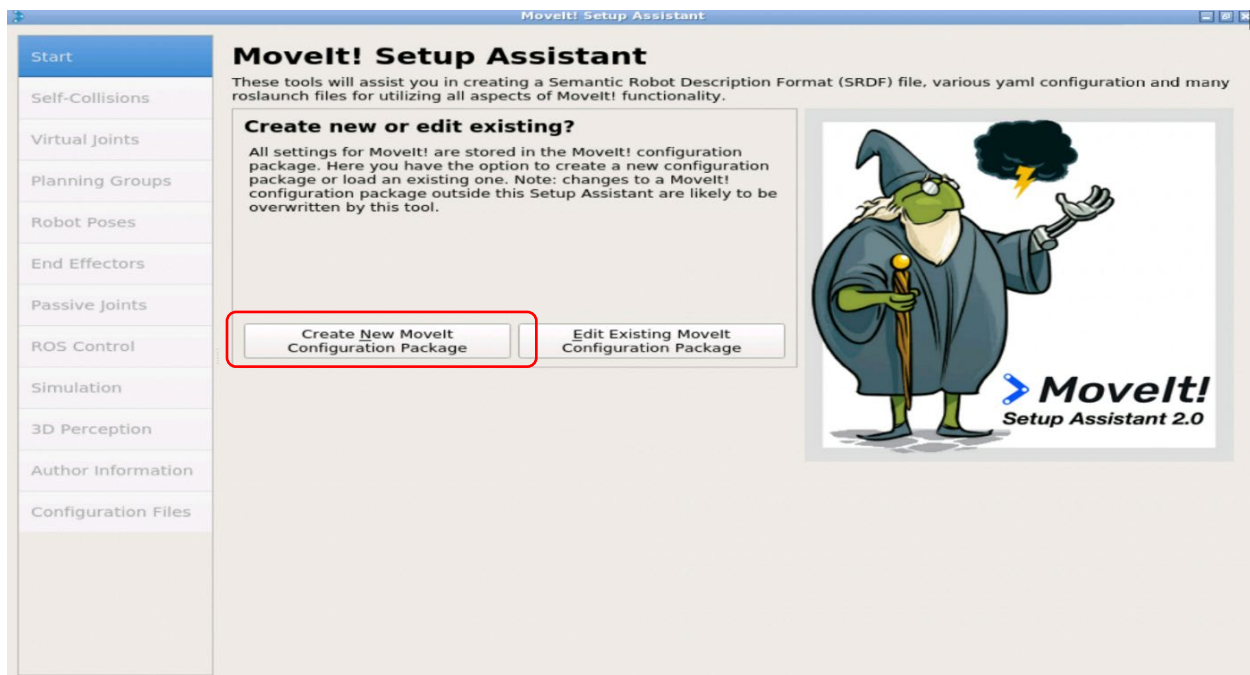 MoveIt! Setup Assistant
Start
Self-Collisions
Virtual Joints
Planning Groups
Robot Poses
End Effectors
Passive Joints
ROS Control
Simulation
3D Perception
Author Information
Configuration Files
MoveIt! Setup Assistant
These tools will assist you in creating a Semantic Robot Description Format (SRDF) file, various yaml configuration and many
roslaunch files for utilizing all aspects of MoveIt! functionality.
Create new or edit existing?
All settings for MoveIt! are stored in the MoveIt! configuration
package. Here you have the option to create a new configuration
package or load an existing one. Note: changes to a MoveIt!
configuration package outside this Setup Assistant are likely to be
overwritten by this tool.
Create New MoveIt
Configuration Package
Edit Existing MoveIt
Configuration Package
MoveIt!
Setup Assistant 2.0